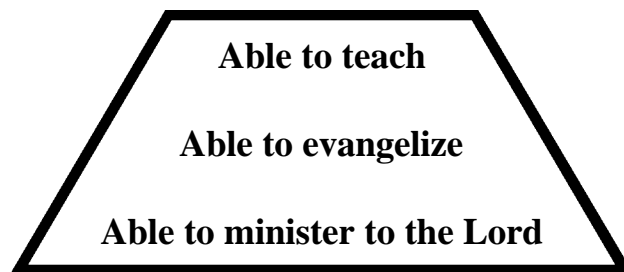 Able to teach
Able to evangelize
Able to minister to the Lord